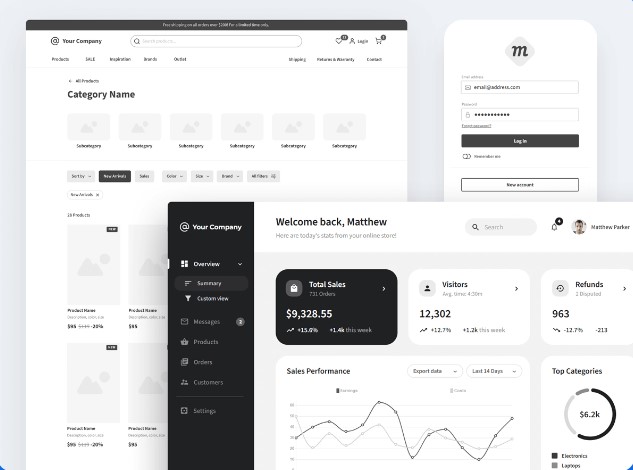 Free shipping on all orders over $200! For a limited time only.
@ Your Company
Search products...
Login
Products SALE Inspiration Brands Outlet
Shipping Returns & Warranty Contact
← All Products
Category Name
Subcategory Subcategory Subcategory Subcategory Subcategory Subcategory
Sort by New Arrivals Sales Color Size Brand All filters
New Arrivals
Products
NEW
Product Name
Description, color, size
$95 -20%
Product Name
$95
NEW
Product Name
Description, color, size
$95 -20%
Product Name
$95
m
Email address
email@address.com
Password
Forgot password?
Log in
Remember me
New account
@ Your Company
Overview
Summary
Custom view
Messages
Products
Orders
Customers
Settings
Welcome back, Matthew
Here are today's stats from your online store!
Search
Matthew Parker
Total Sales
731 Orders
$9,328.55
+15.6% +1.4k this week
Visitors
Avg. time: 4:30m
12,302
+12.7% +1.2k this week
Refunds
2 Disputed
963
-12.7% -213
Sales Performance
Export data
Last 14 Days
Top Categories
$6.2k
Electronics
Laptops